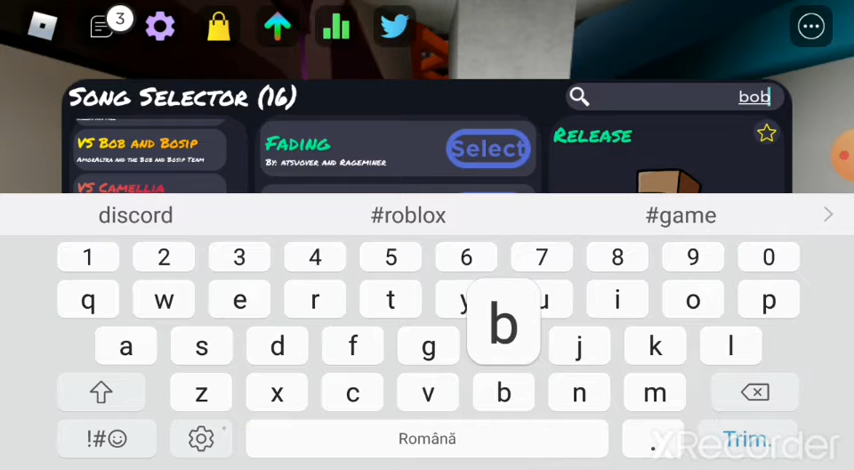 3
SONG SELECTOR (16)
bob
VS BOB AND BOSIP
AMORALTRA AND THE BOB AND BOSIP TEAM
VS CAMELLIA
FADING
BY: ATSUOVER AND RAGEMINER
Select
RELEASE
discord #roblox #game
1 2 3 4 5 6 7 8 9 0
q w e r t y u i o p
a s d f g b j k l
z x c v b n m
!#☺ Română . Trim.
XRecorder